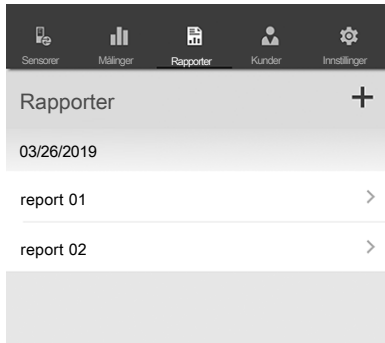 Sensorer Målinger Rapporter Kunder Innstillinger
Rapporter
03/26/2019
report 01
report 02